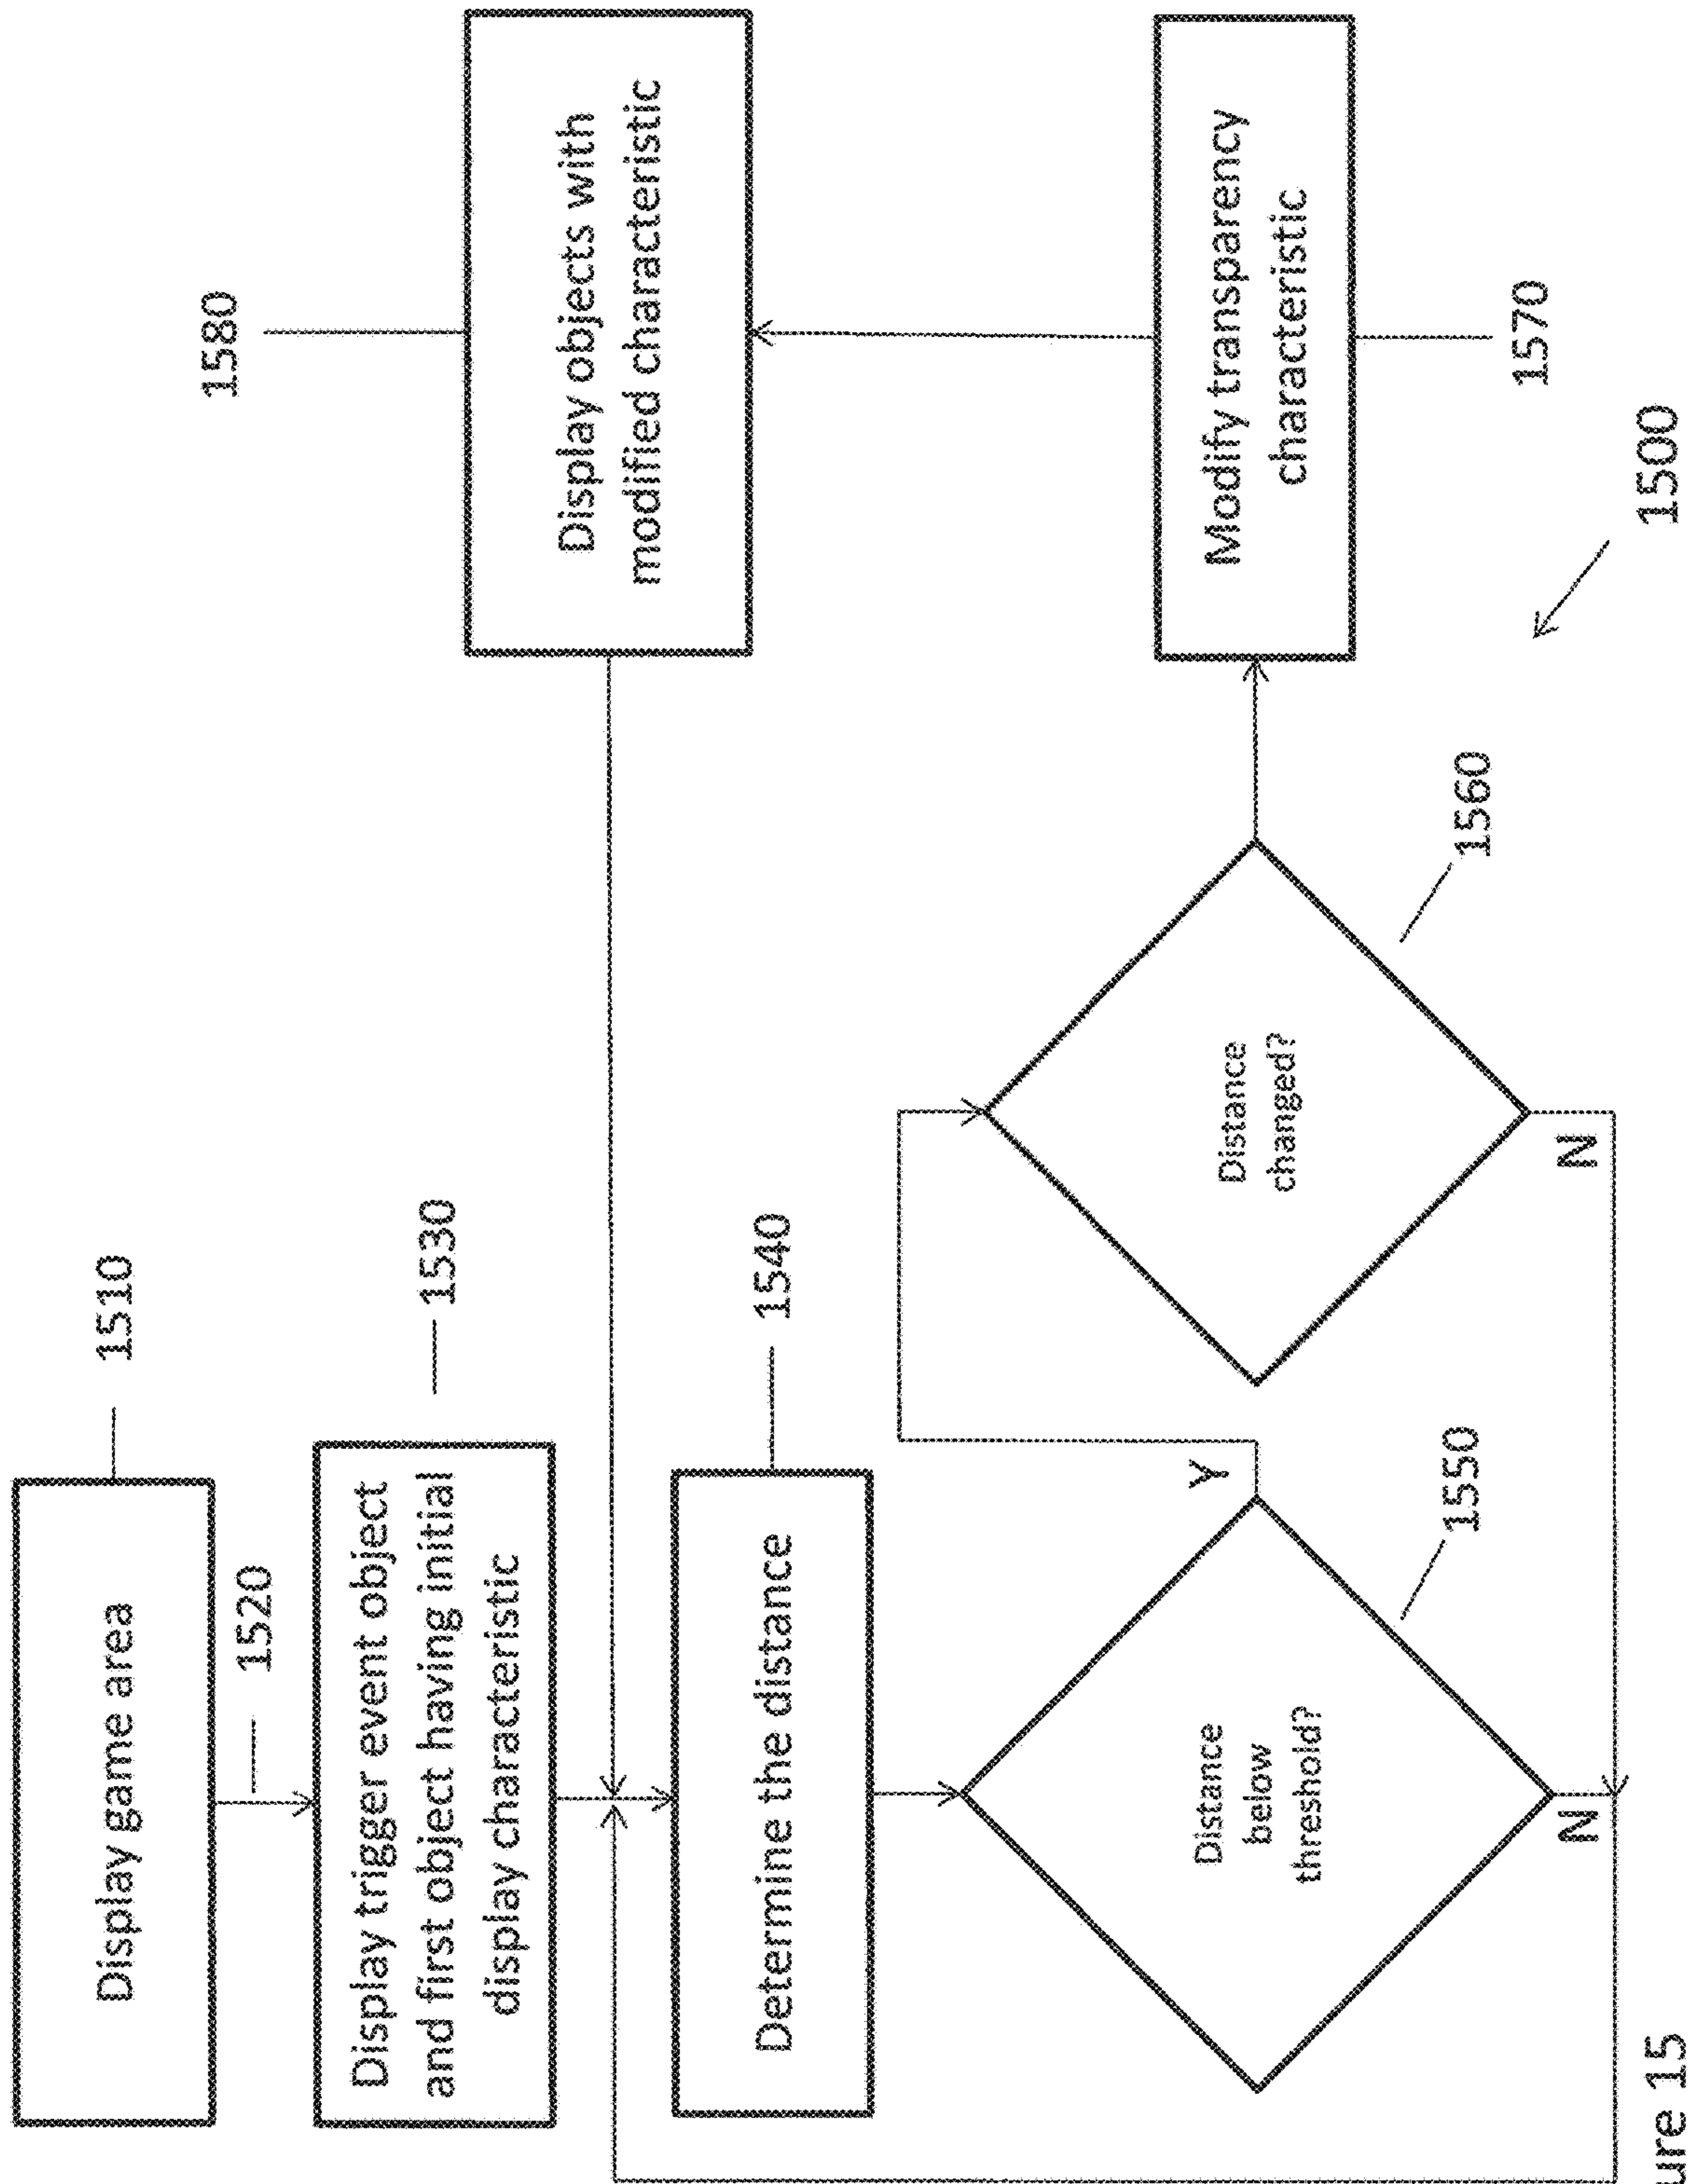 Display game area
1510
1520
Display trigger event object
and first object having initial
display characteristic
1530
Determine the distance
1540
Distance
below
threshold?
1550
Y
N
Distance
changed?
1560
N
Modify transparency
characteristic
1570
Display objects with
modified characteristic
1580
1500
ure 15